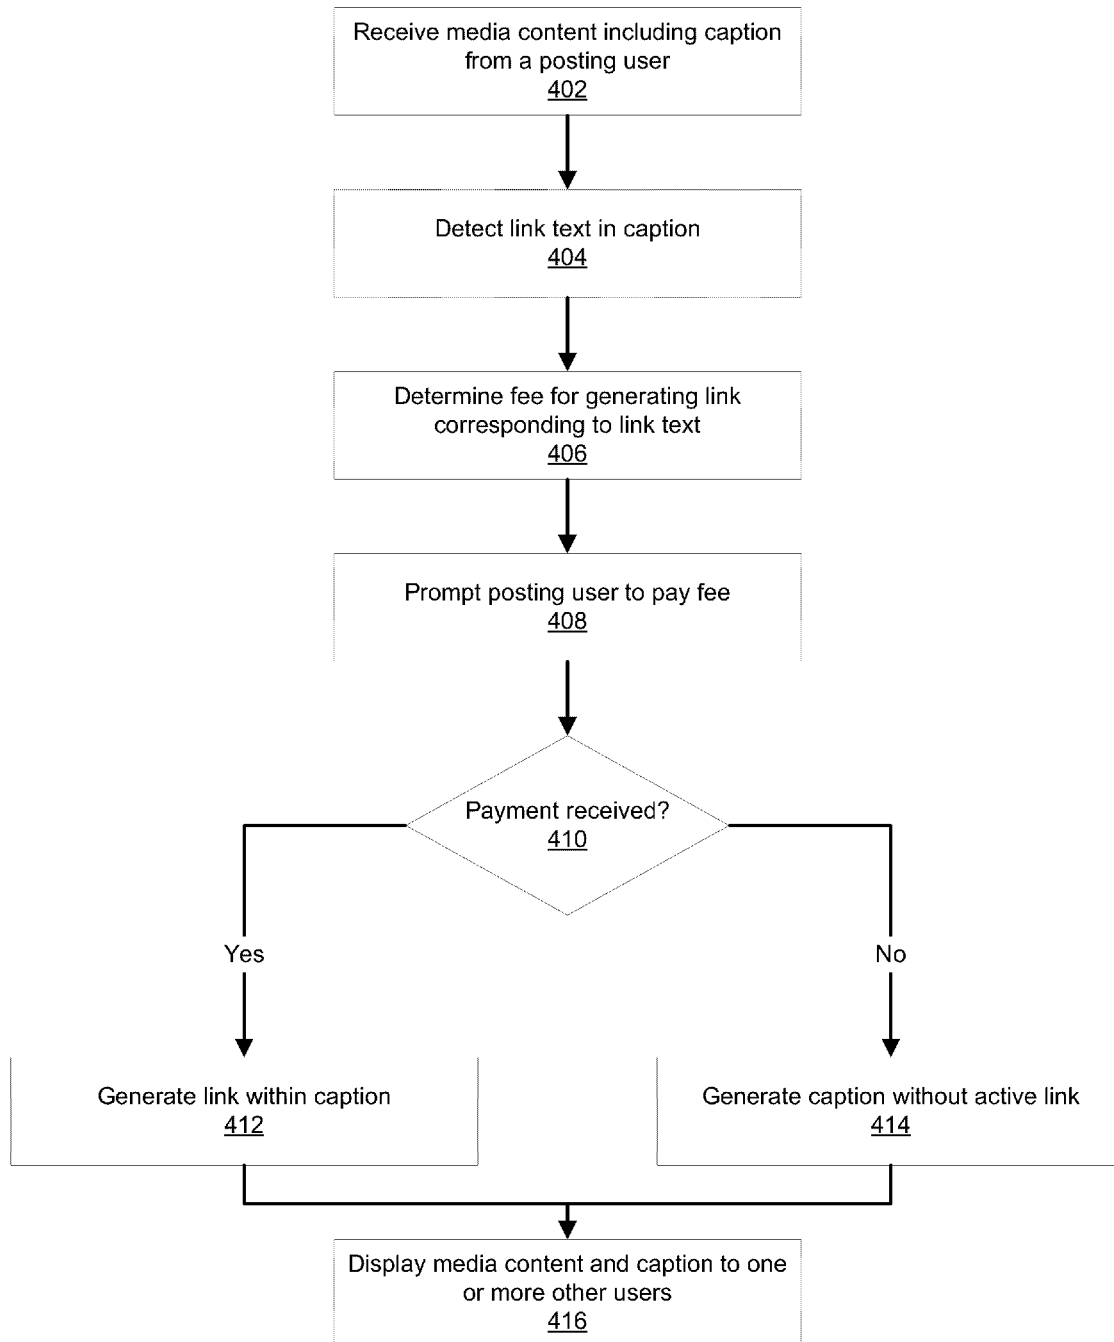 Receive media content including caption
from a posting user
402
Detect link text in caption
404
Determine fee for generating link
corresponding to link text
406
Prompt posting user to pay fee
408
Payment received?
410
Yes
No
Generate link within caption
412
Generate caption without active link
414
Display media content and caption to one
or more other users
416